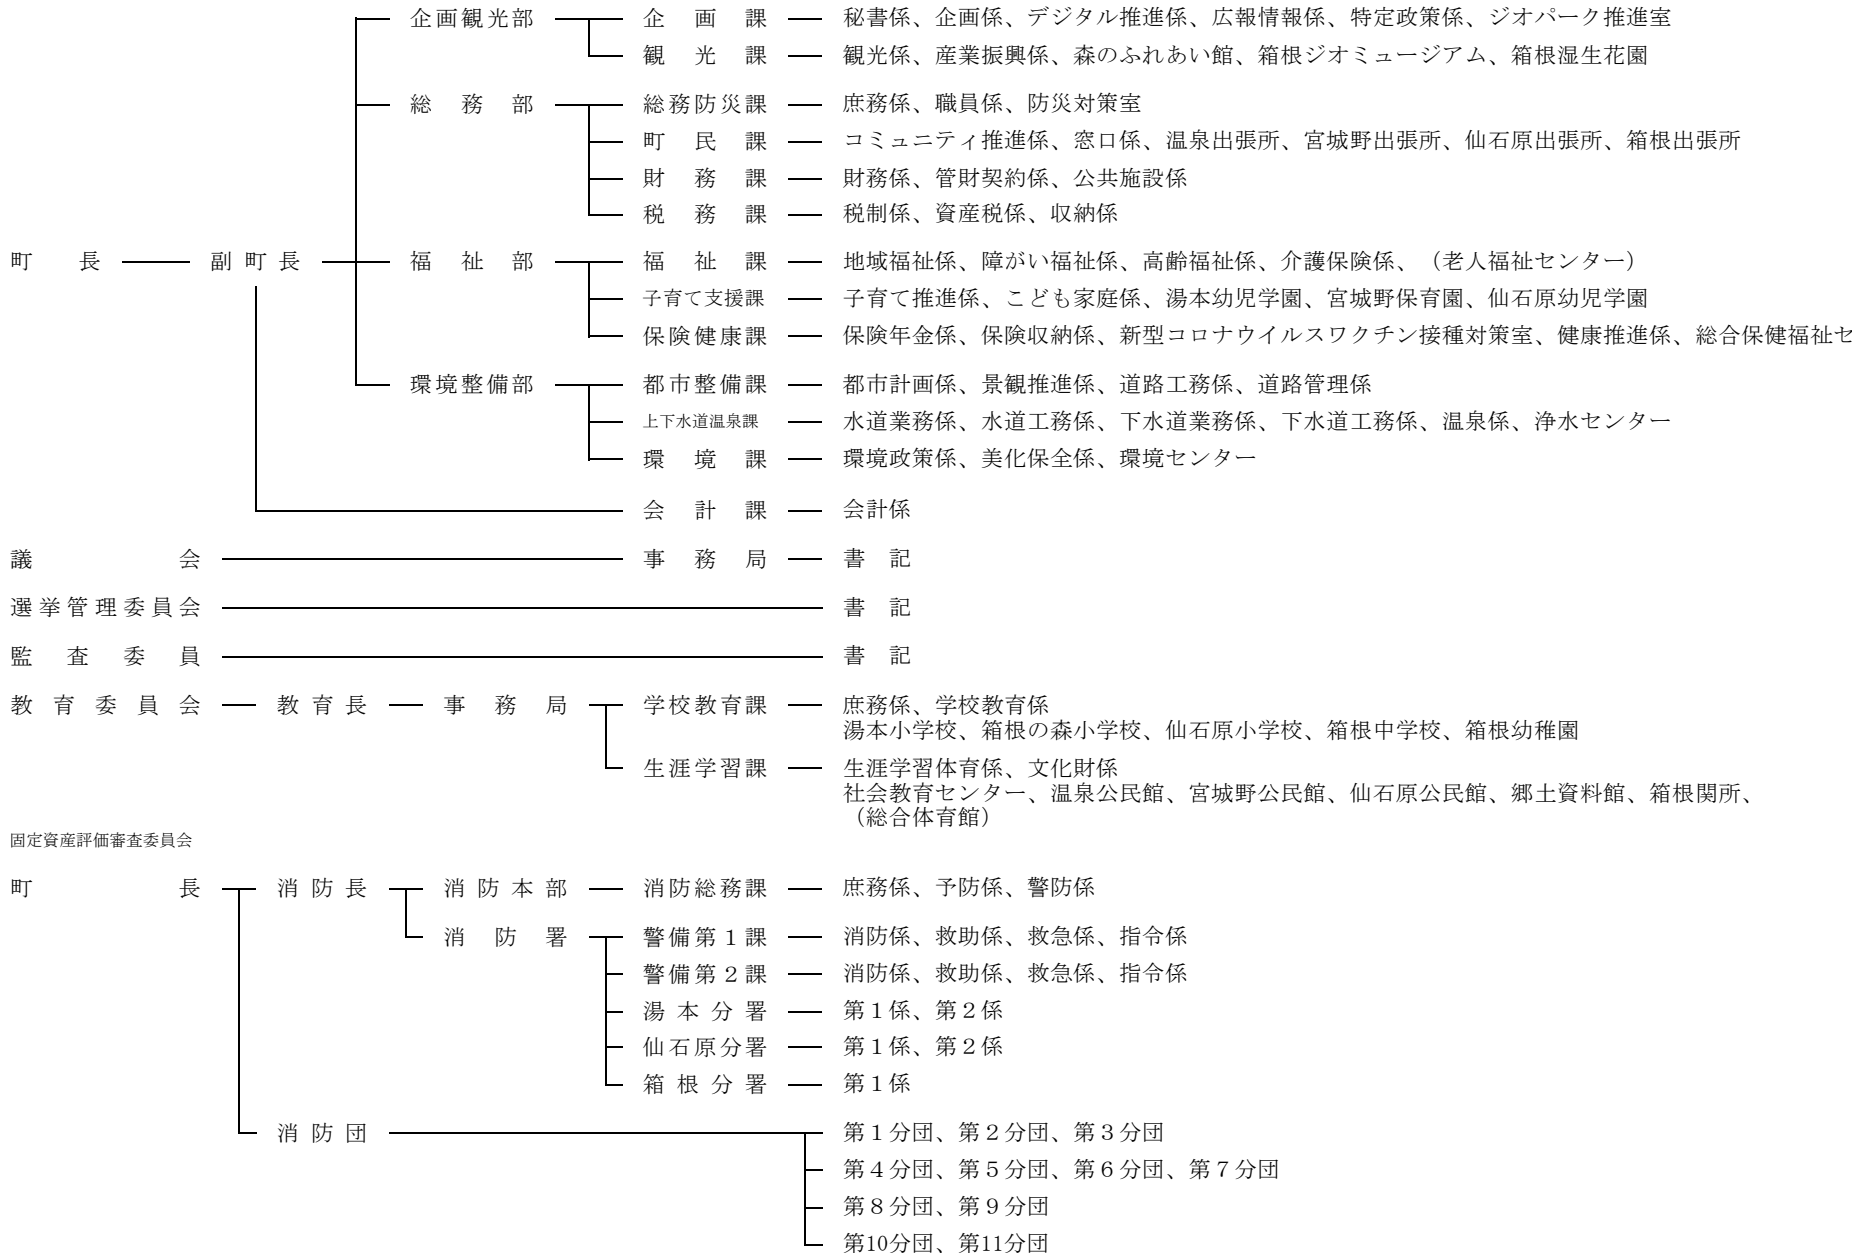 企画観光部 企画課 秘書係、企画係、デジタル推進係、広報情報係、特定政策係、ジオパーク推進室
観光課 観光係、産業振興係、森のふれあい館、箱根ジオミュージアム、箱根湿生花園
総務部 総務防災課 庶務係、職員係、防災対策室
町民課 コミュニティ推進係、窓口係、温泉出張所、宮城野出張所、仙石原出張所、箱根出張所
財務課 財務係、管財契約係、公共施設係
税務課 税制係、資産税係、収納係
町長 副町長 福祉部 福祉課 地域福祉係、障がい福祉係、高齢福祉係、介護保険係、（老人福祉センター）
子育て支援課 子育て推進係、こども家庭係、湯本幼児学園、宮城野保育園、仙石原幼児学園
保険健康課 保険年金係、保険収納係、新型コロナウイルスワクチン接種対策室、健康推進係、総合保健福祉セ
環境整備部 都市整備課 都市計画係、景観推進係、道路工務係、道路管理係
上下水道温泉課 水道業務係、水道工務係、下水道業務係、下水道工務係、温泉係、浄水センター
環境課 環境政策係、美化保全係、環境センター
会計課 会計係
議会 事務局 書記
選挙管理委員会 書記
監査委員 書記
教育委員会 教育長 事務局 学校教育課 庶務係、学校教育係
湯本小学校、箱根の森小学校、仙石原小学校、箱根中学校、箱根幼稚園
生涯学習課 生涯学習体育係、文化財係
社会教育センター、温泉公民館、宮城野公民館、仙石原公民館、郷土資料館、箱根関所、
（総合体育館）
固定資産評価審査委員会
町長 消防長 消防本部 消防総務課 庶務係、予防係、警防係
消防署 警備第１課 消防係、救助係、救急係、指令係
警備第２課 消防係、救助係、救急係、指令係
湯本分署 第１係、第２係
仙石原分署 第１係、第２係
箱根分署 第１係
消防団 第１分団、第２分団、第３分団
第４分団、第５分団、第６分団、第７分団
第８分団、第９分団
第10分団、第11分団